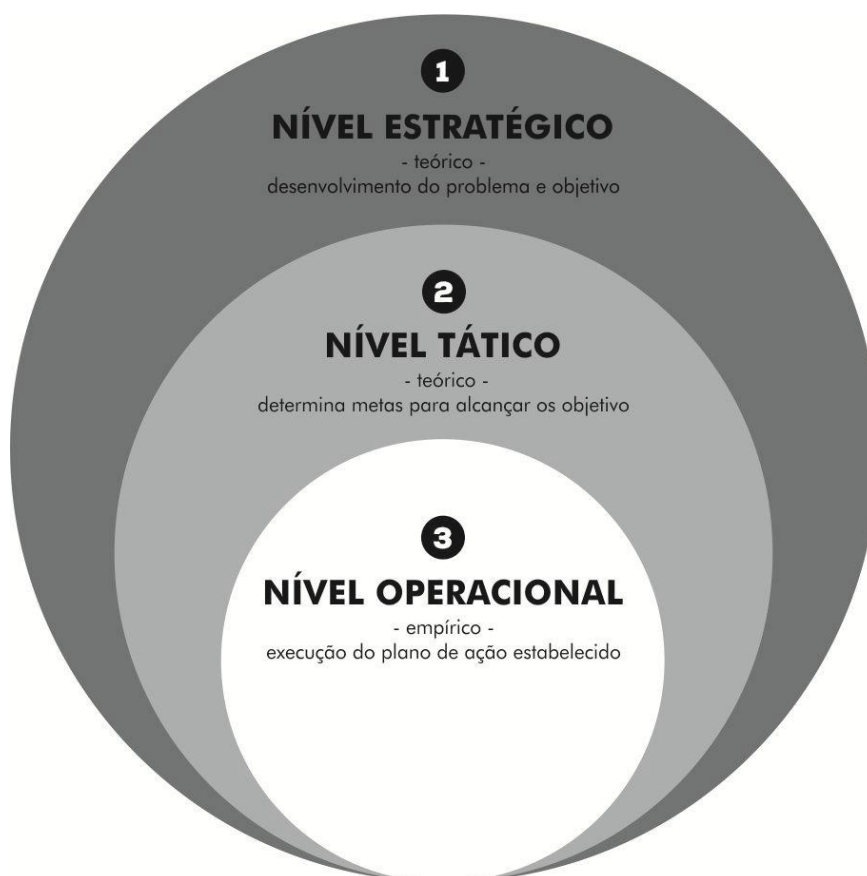 1
NÍVEL ESTRATÉGICO
- teórico -
desenvolvimento do problema e objetivo
2
NÍVEL TÁTICO
- teórico -
determina metas para alcançar os objetivo
3
NÍVEL OPERACIONAL
- empírico -
execução do plano de ação estabelecido